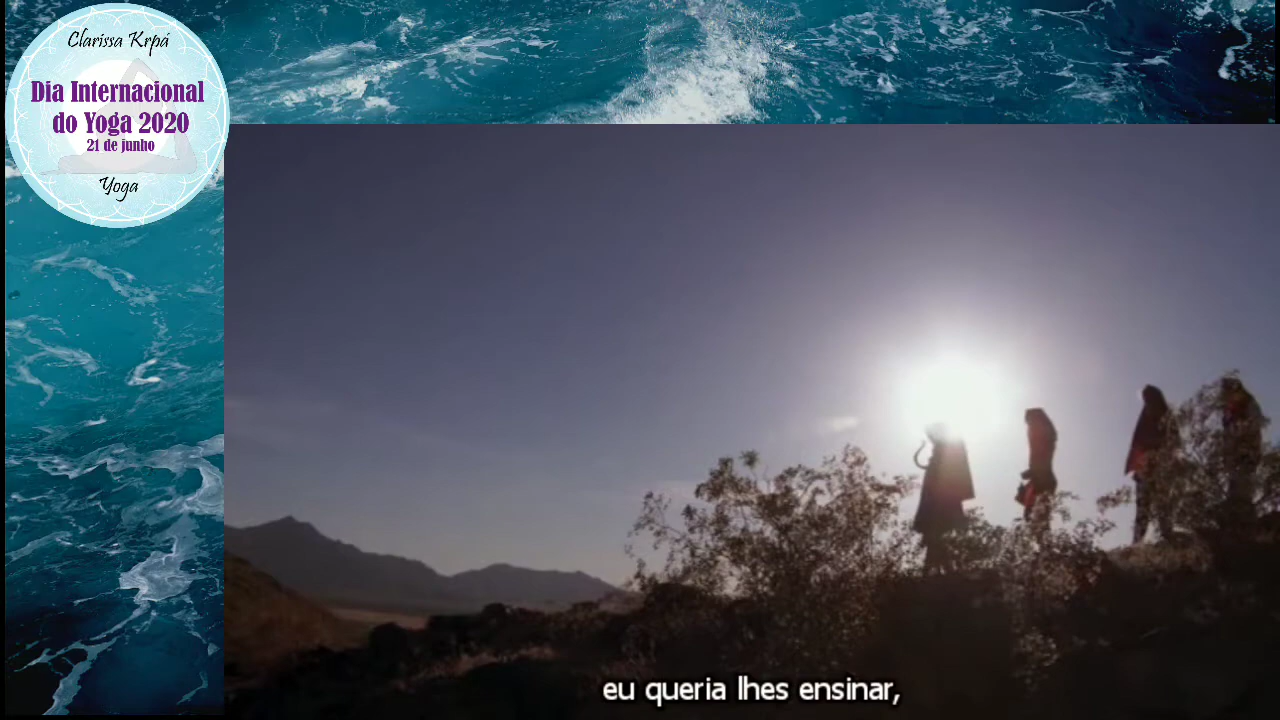 Clarissa Krpá
Dia Internacional
do Yoga 2020
21 de junho
Yoga
eu queria lhes ensinar,